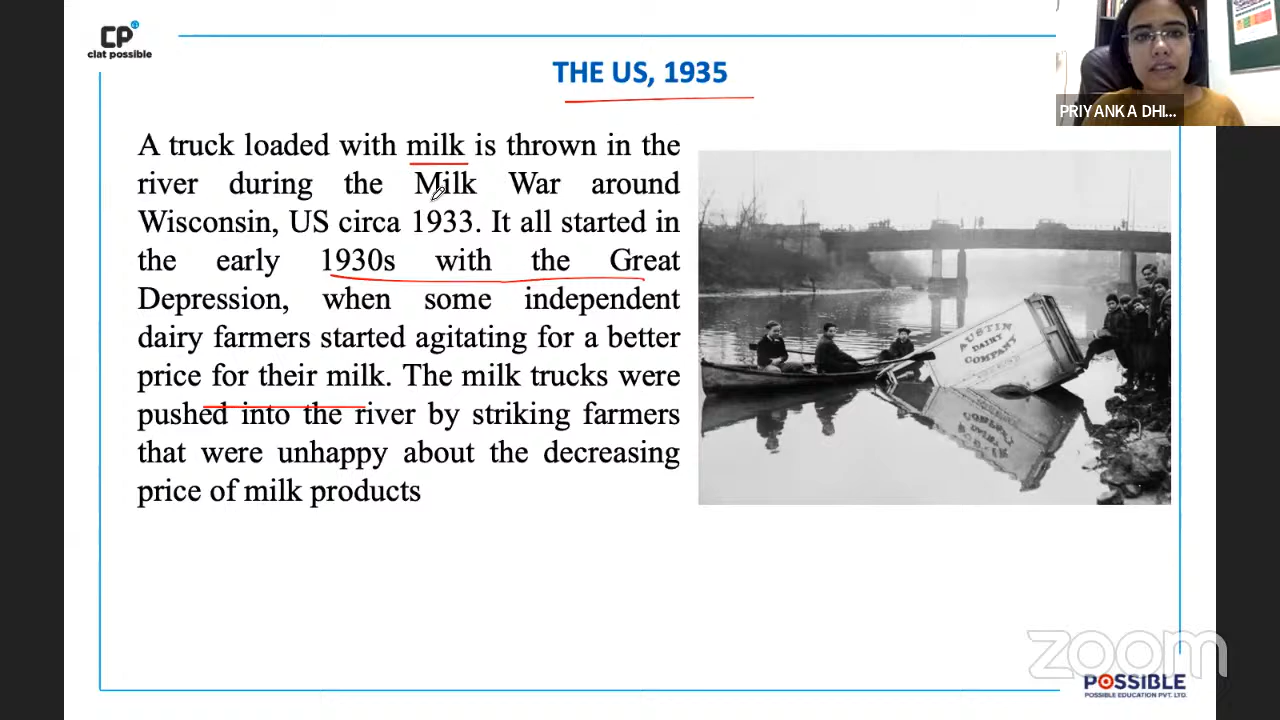 CP
clat possible
THE US, 1935
PRIYANKA DHI...
A truck loaded with milk is thrown in the
river during the Milk War around
Wisconsin, US circa 1933. It all started in
the early 1930s with the Great
Depression, when some independent
dairy farmers started agitating for a better
price for their milk. The milk trucks were
pushed into the river by striking farmers
that were unhappy about the decreasing
price of milk products
AUSTIN
DAIRY
COMPANY
zoom
POSSIBLE
POSSIBLE EDUCATION PVT. LTD.